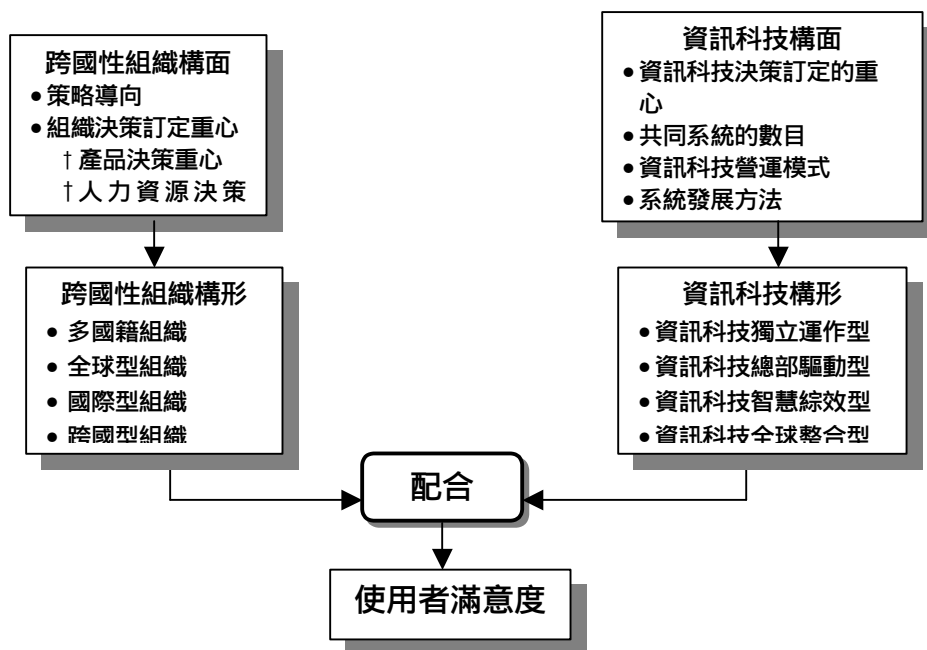 跨國性組織構面
•策略導向
•組織決策訂定重心
†產品決策重心
†人力資源決策
資訊科技構面
•資訊科技決策訂定的重
心
•共同系統的數目
•資訊科技營運模式
•系統發展方法
跨國性組織構形
• 多國籍組織
• 全球型組織
• 國際型組織
• 跨國型組織
資訊科技構形
•資訊科技獨立運作型
•資訊科技總部驅動型
•資訊科技智慧綜效型
•資訊科技全球整合型
配合
使用者滿意度